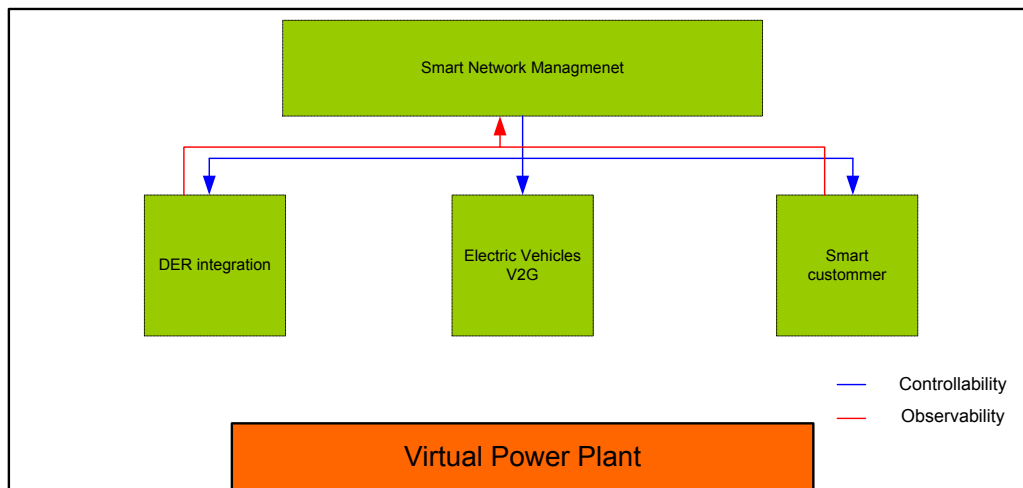 Smart Network Managmenet
DER integration
Electric Vehicles
V2G
Smart
custommer
Controllability
Observability
Virtual Power Plant